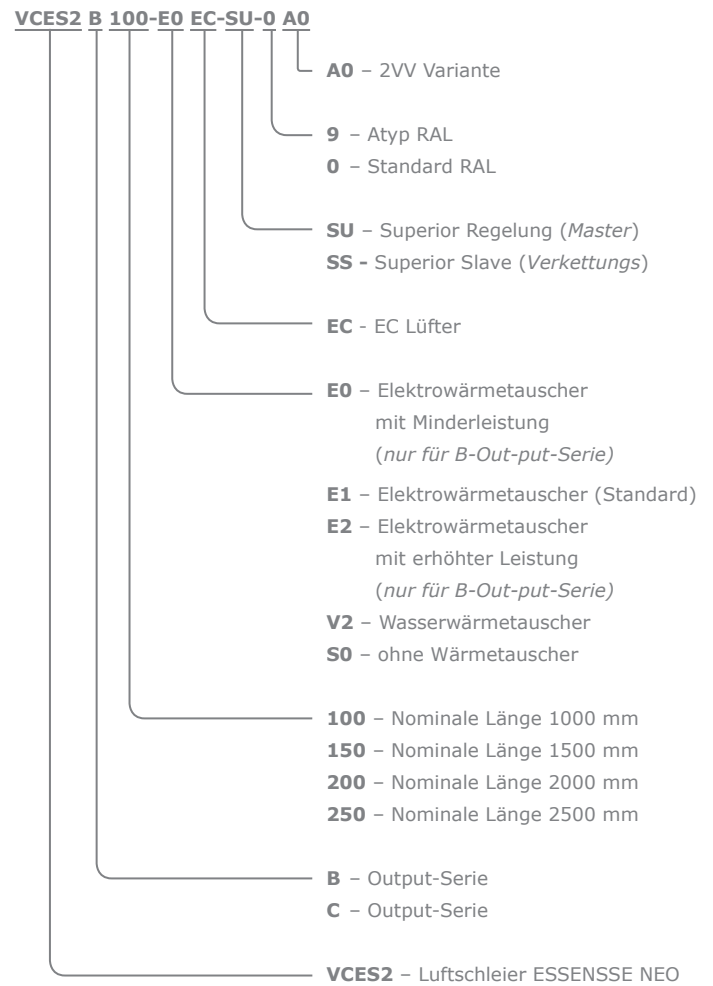 VCES2 B 100-E0 EC-SU-0 A0
A0 – 2VV Variante
9 – Atyp RAL
0 – Standard RAL
SU – Superior Regelung (Master)
SS - Superior Slave (Verkettungs)
EC - EC Lüfter
E0 – Elektrowärmetauscher
mit Minderleistung
(nur für B-Out-put-Serie)
E1 – Elektrowärmetauscher (Standard)
E2 – Elektrowärmetauscher
mit erhöhter Leistung
(nur für B-Out-put-Serie)
V2 – Wasserwärmetauscher
S0 – ohne Wärmetauscher
100 – Nominale Länge 1000 mm
150 – Nominale Länge 1500 mm
200 – Nominale Länge 2000 mm
250 – Nominale Länge 2500 mm
B – Output-Serie
C – Output-Serie
VCES2 – Luftschleier ESSENSSE NEO